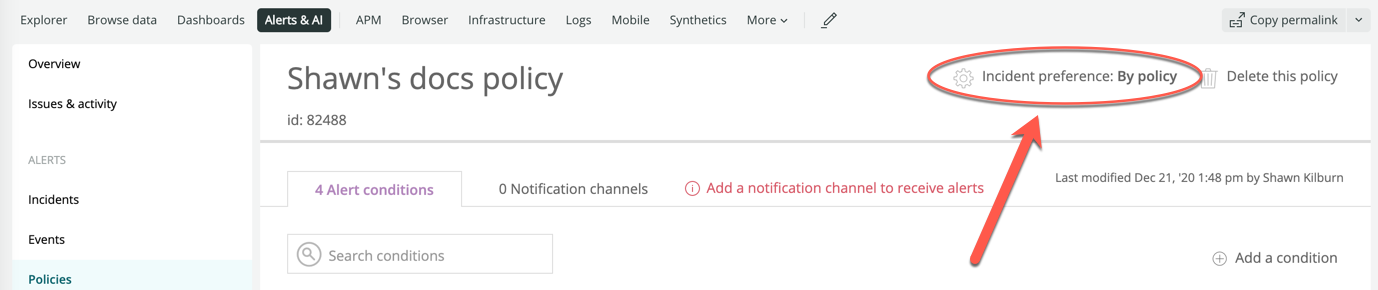 Explorer Browse data Dashboards Alerts & AI APM Browser Infrastructure Logs Mobile Synthetics More Copy permalink
Overview
Issues & activity
ALERTS
Incidents
Events
Policies
Shawn's docs policy
Incident preference: By policy
Delete this policy
id: 82488
4 Alert conditions
0 Notification channels
Add a notification channel to receive alerts
Last modified Dec 21, '20 1:48 pm by Shawn Kilburn
Search conditions
Add a condition